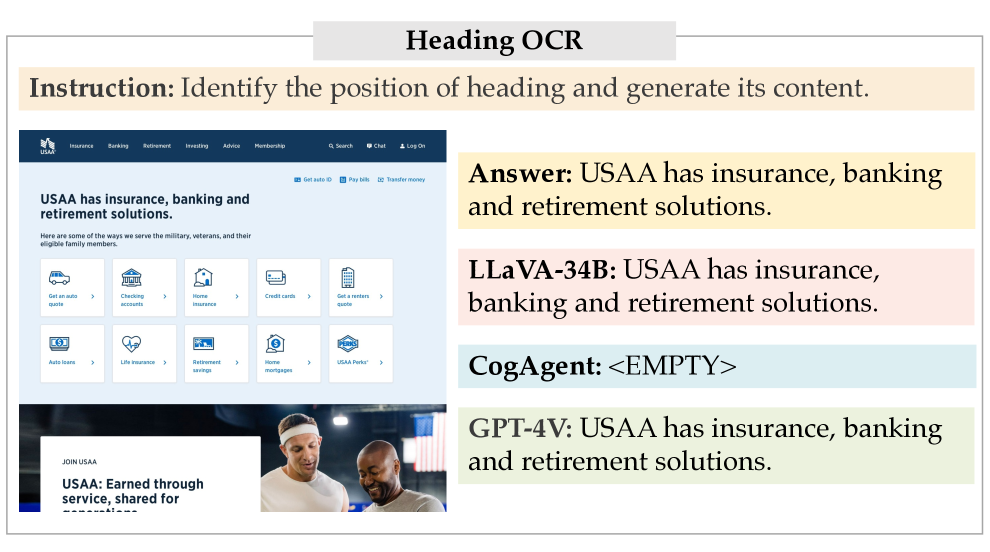 Heading OCR
Instruction: Identify the position of heading and generate its content.
USAA
Insurance Banking Retirement Investing Advice Membership Search Chat Log On
Get auto ID Pay bills Transfer money
USAA has insurance, banking and
retirement solutions.
Here are some of the ways we serve the military, veterans, and their
eligible family members.
Get an auto
quote
Checking
accounts
Home
insurance
Credit cards
Get a renters
quote
Auto loans
Life insurance
Retirement
savings
Home
mortgages
PERKS
USAA Perks®
JOIN USAA
USAA: Earned through
service, shared for
generations
Answer: USAA has insurance, banking
and retirement solutions.
LLaVA-34B: USAA has insurance,
banking and retirement solutions.
CogAgent: <EMPTY>
GPT-4V: USAA has insurance, banking
and retirement solutions.